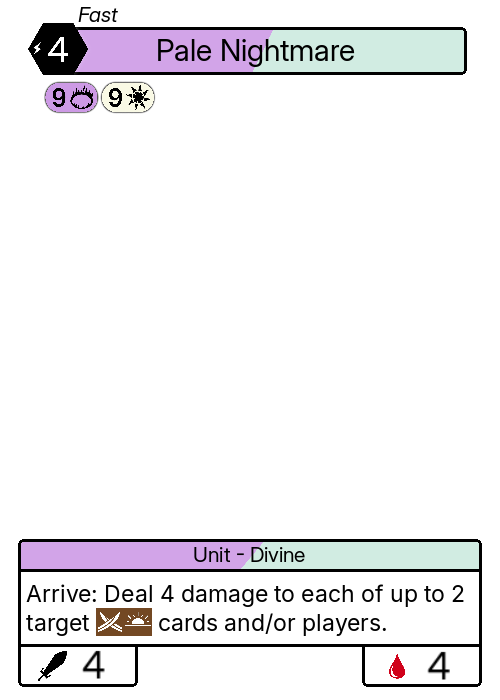 Fast
4 Pale Nightmare
9 9
Unit - Divine
Arrive: Deal 4 damage to each of up to 2
target cards and/or players.
4 4